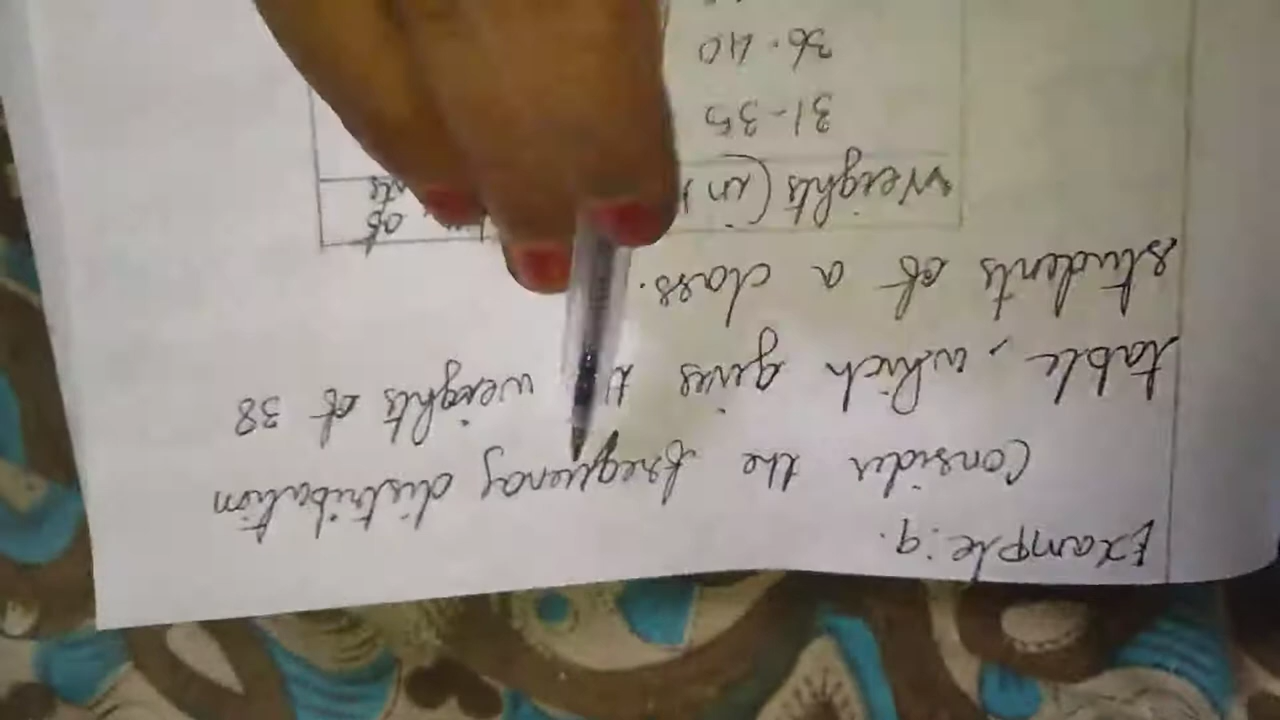 Example: 9.
Consider the frequency distribution
table, which gives weights of 38
students of a class.
Weights (in of
31-35
36-40